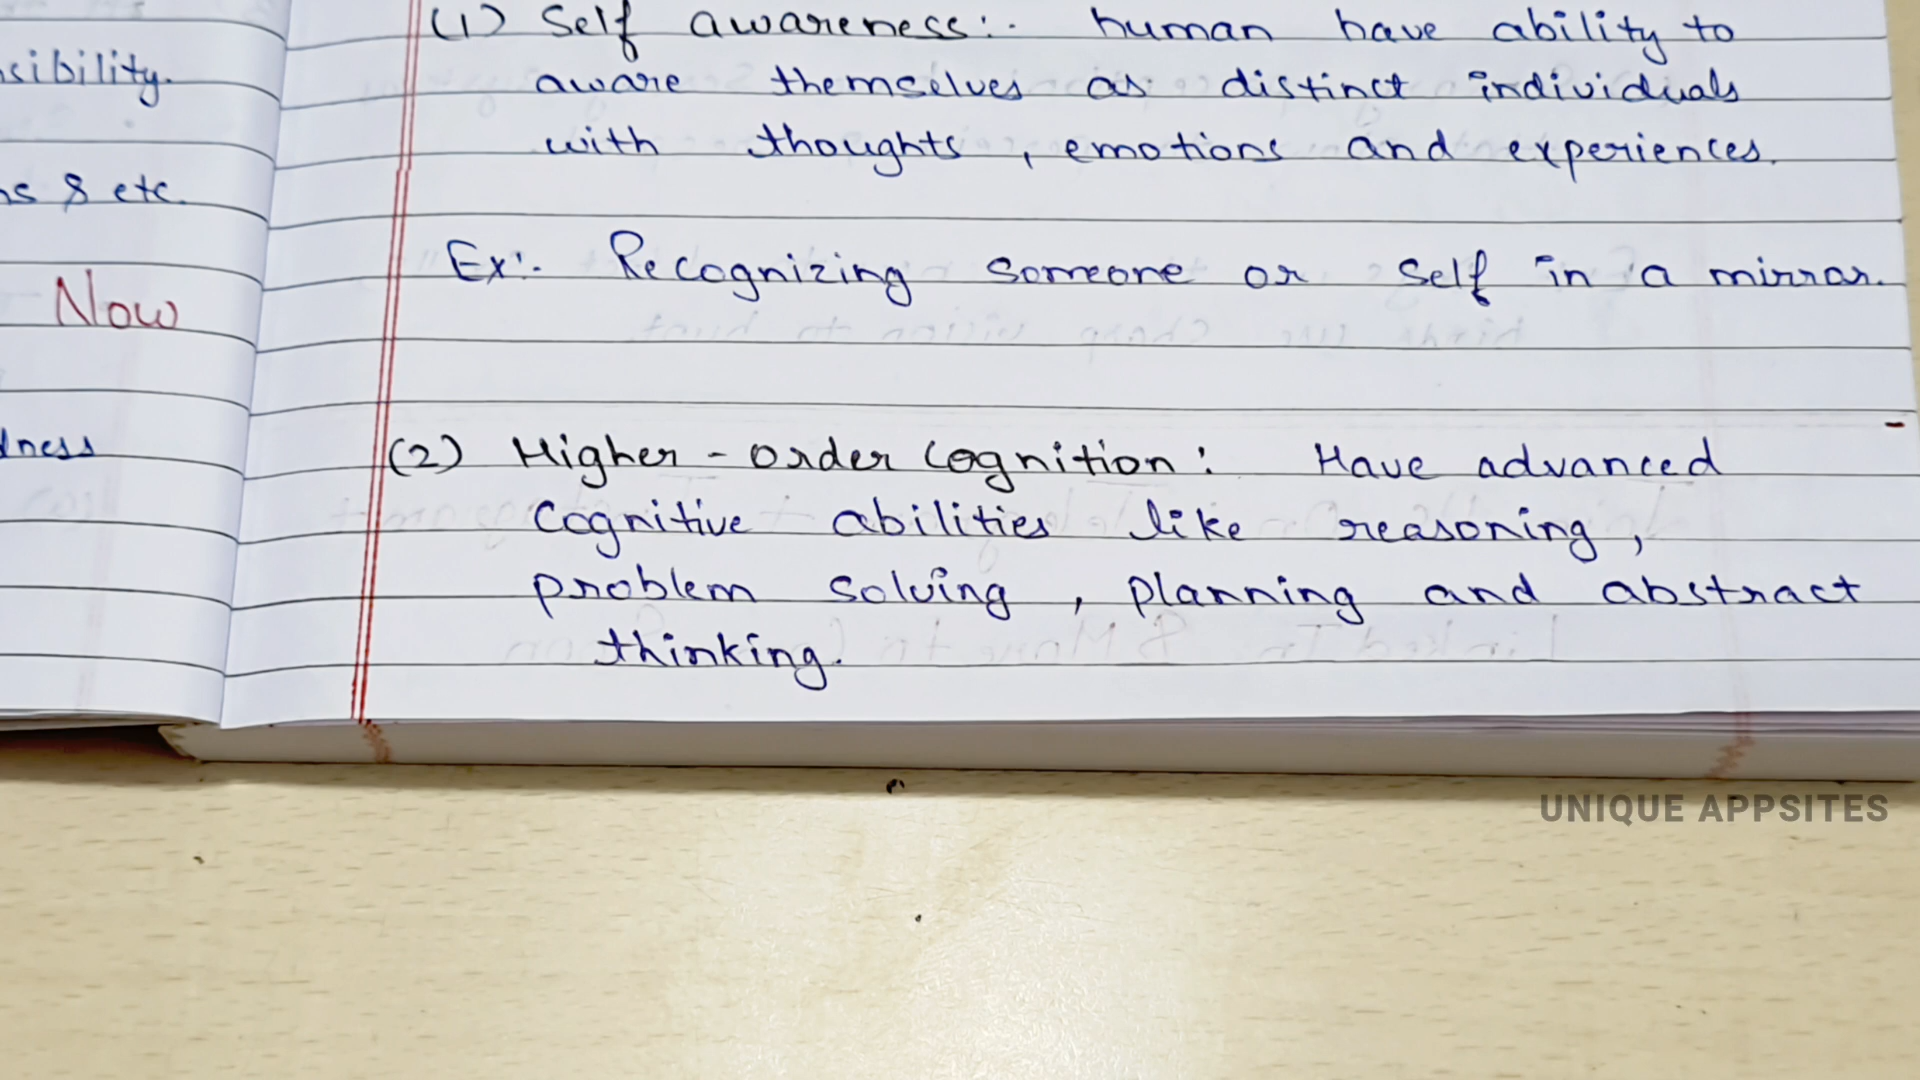 sibility.
s & etc.
Now
dness
(1) Self awareness:- human have ability to
aware themselves as distinct individuals
with thoughts, emotions and experiences.
Ex:- Recognizing someone or self in a mirror.
(2) Higher-order Cognition: Have advanced
Cognitive abilities like reasoning,
problem solving, planning and abstract
thinking.
UNIQUE APPSITES